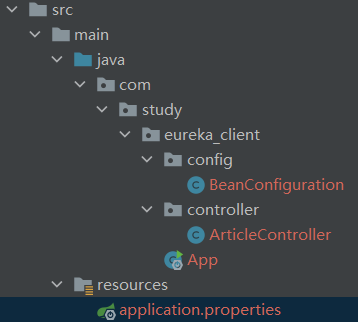 src
main
java
com
study
eureka_client
config
BeanConfiguration
controller
ArticleController
App
resources
application.properties